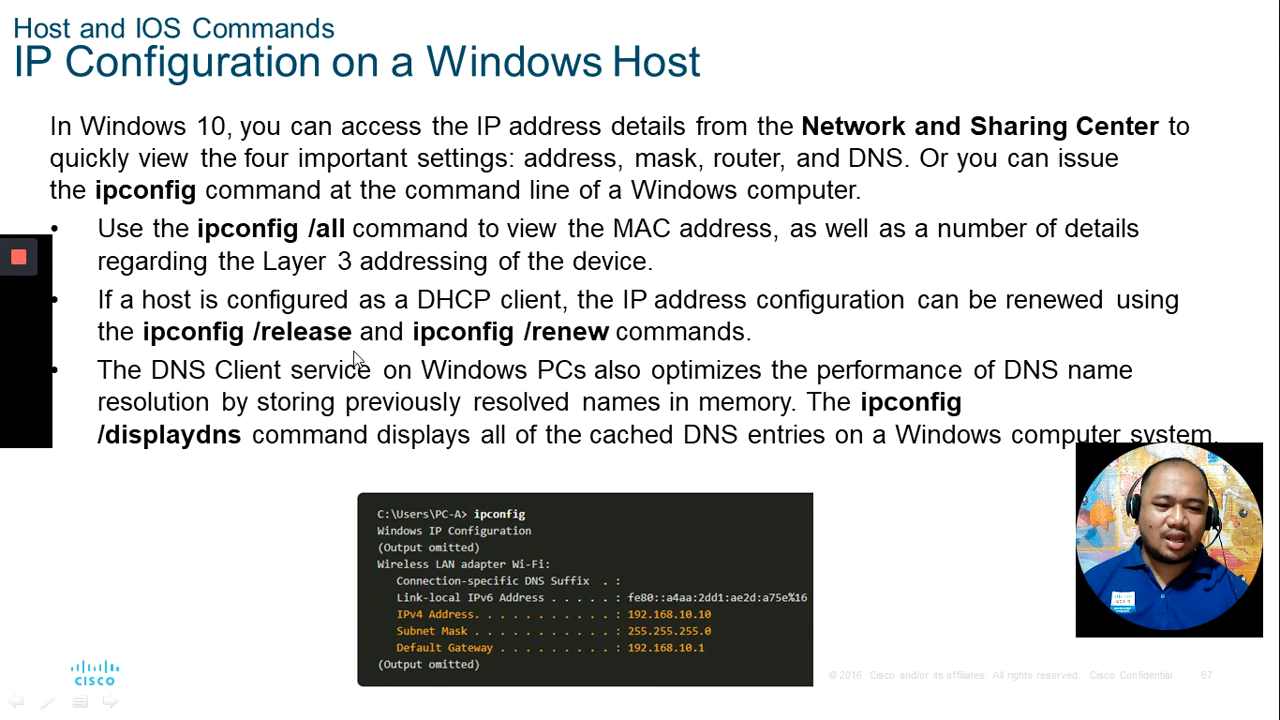 Host and IOS Commands
IP Configuration on a Windows Host
In Windows 10, you can access the IP address details from the Network and Sharing Center to
quickly view the four important settings: address, mask, router, and DNS. Or you can issue
the ipconfig command at the command line of a Windows computer.
• Use the ipconfig /all command to view the MAC address, as well as a number of details
regarding the Layer 3 addressing of the device.
• If a host is configured as a DHCP client, the IP address configuration can be renewed using
the ipconfig /release and ipconfig /renew commands.
• The DNS Client service on Windows PCs also optimizes the performance of DNS name
resolution by storing previously resolved names in memory. The ipconfig
/displaydns command displays all of the cached DNS entries on a Windows computer system.
C:\Users\PC-A> ipconfig
Windows IP Configuration
(Output omitted)
Wireless LAN adapter Wi-Fi:
Connection-specific DNS Suffix . :
Link-local IPv6 Address . . . . . : fe80::a4aa:2dd1:ae2d:a75e%16
IPv4 Address. . . . . . . . . . . : 192.168.10.10
Subnet Mask . . . . . . . . . . . : 255.255.255.0
Default Gateway . . . . . . . . . : 192.168.10.1
(Output omitted)
CISCO
© 2016 Cisco and/or its affiliates. All rights reserved. Cisco Confidential 67